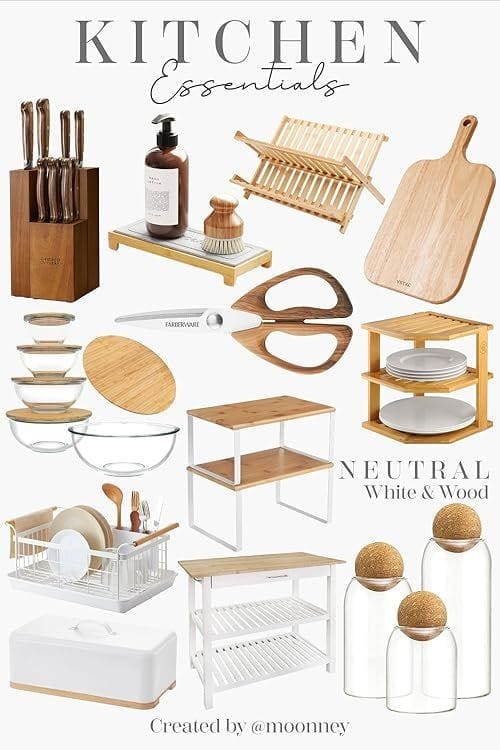 KITCHEN
Essentials
FARBERWARE
NEUTRAL
White & Wood
Created by @moonney